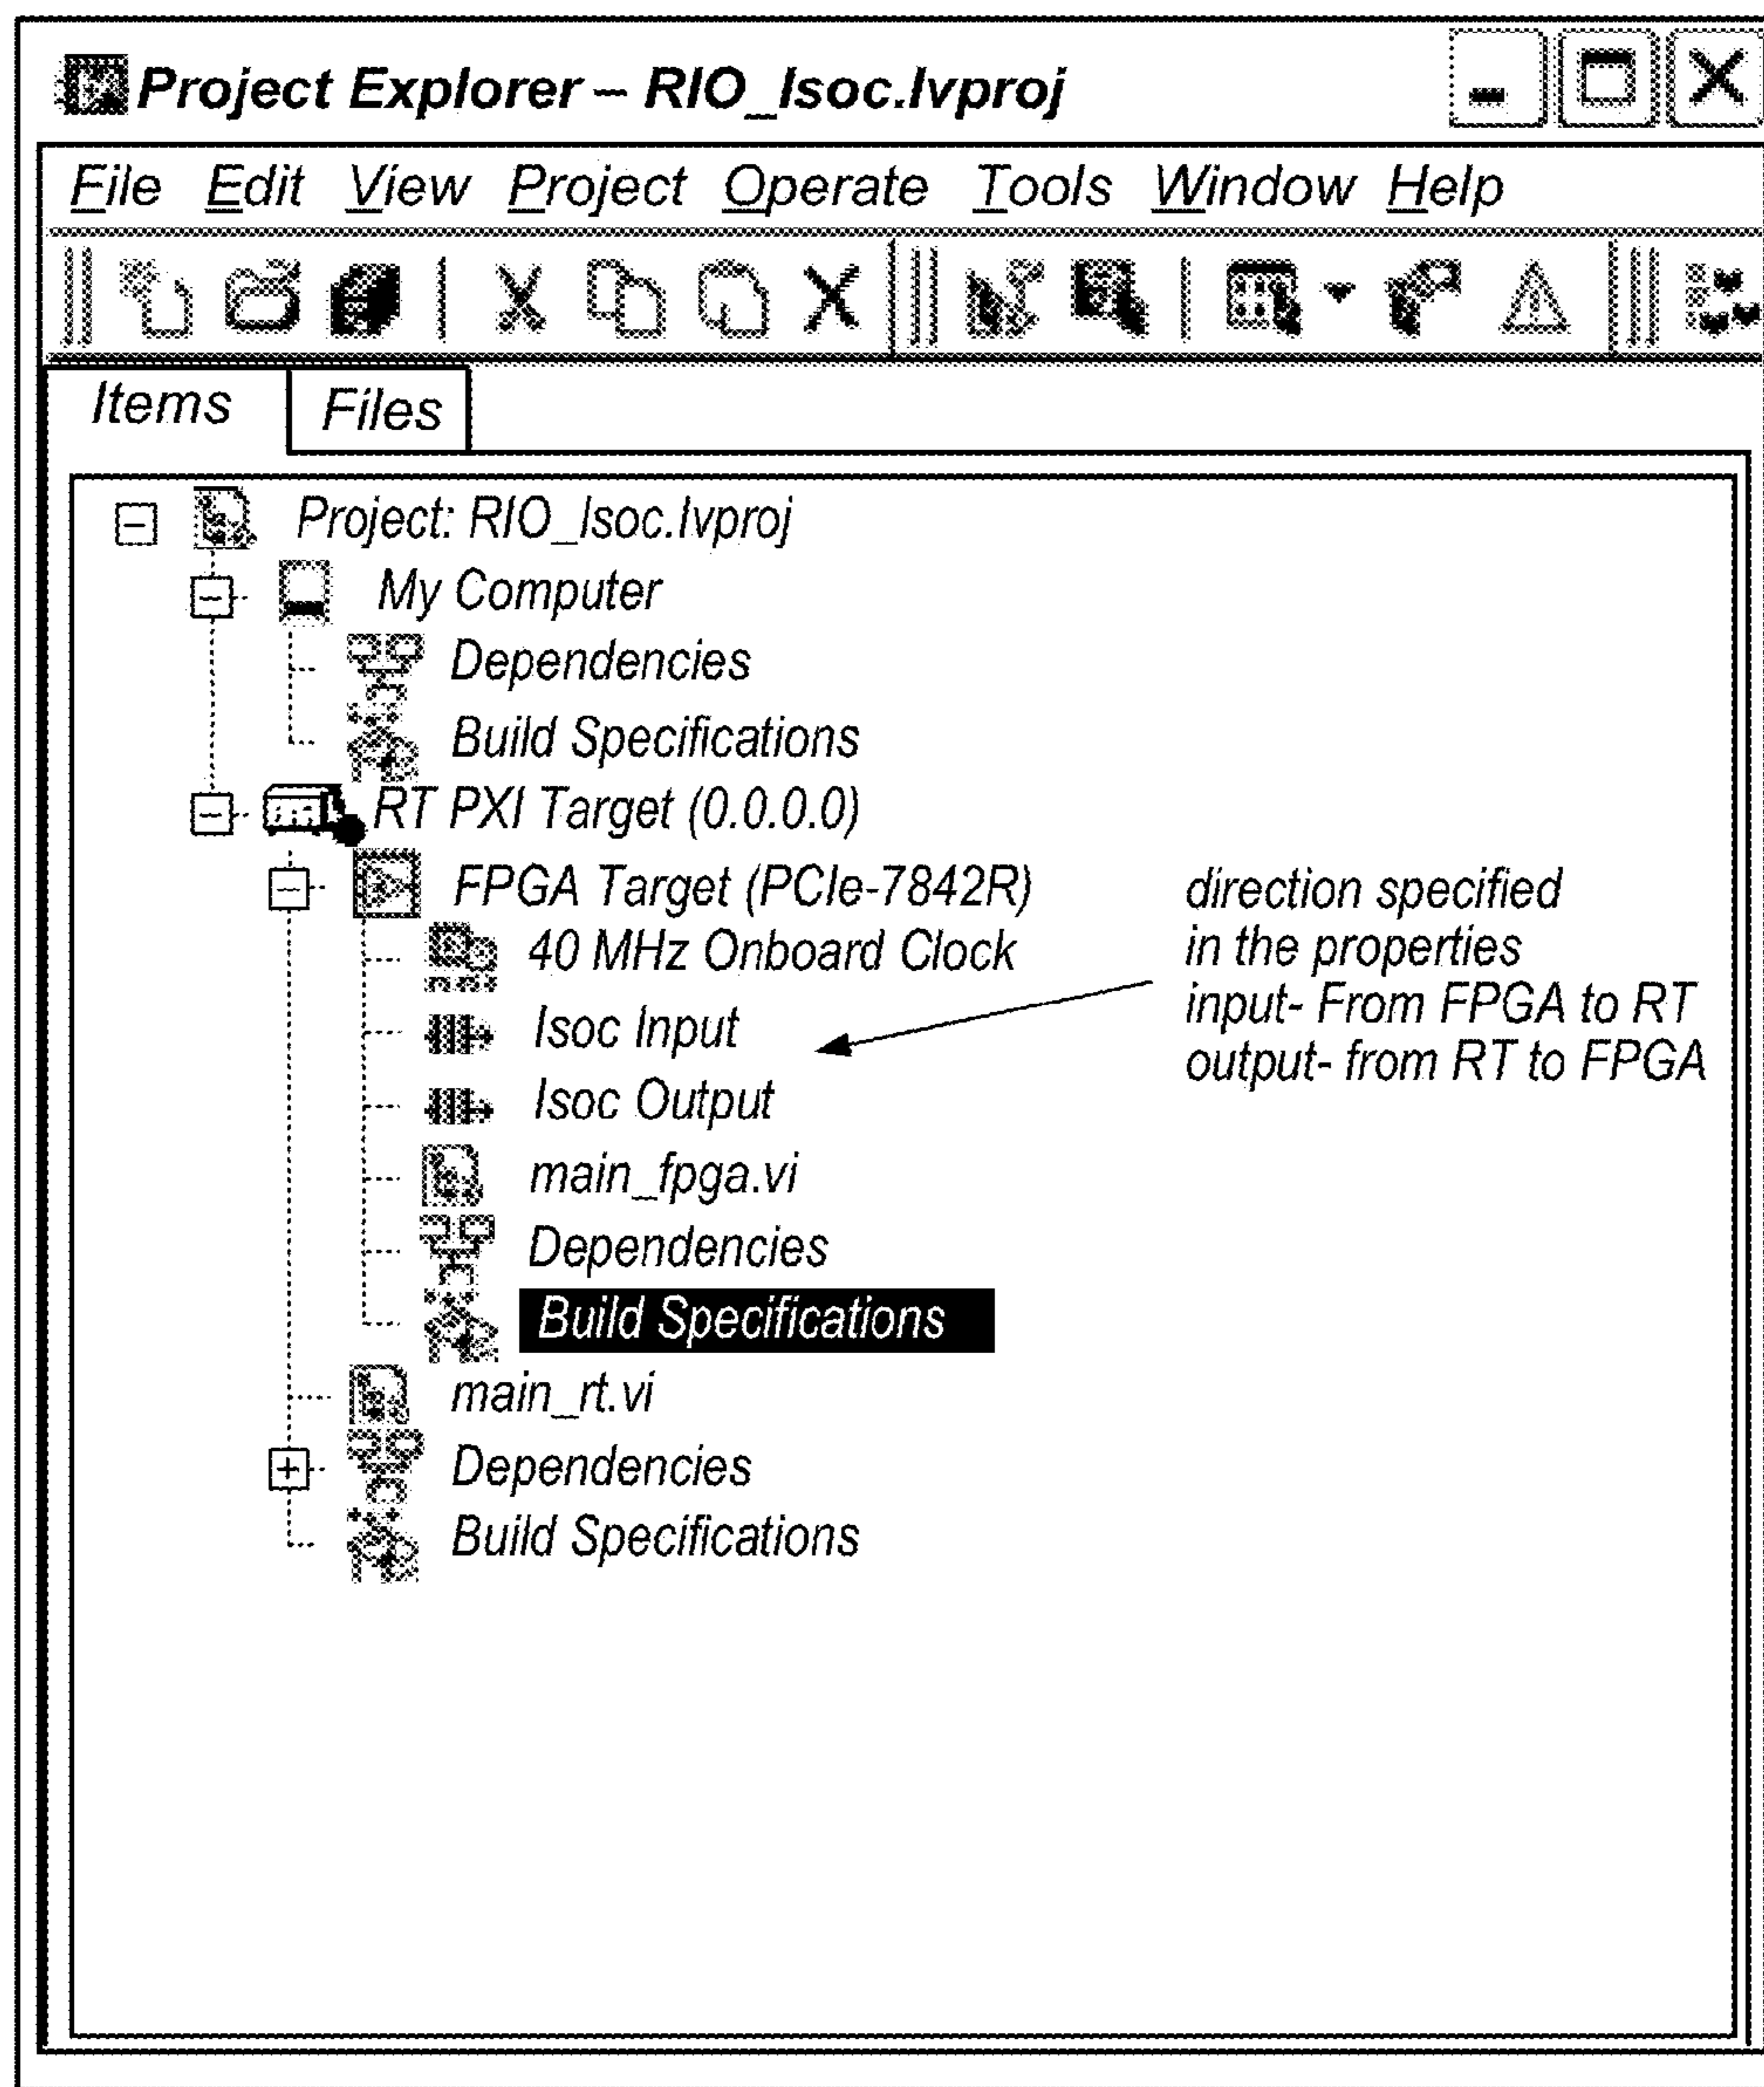 Project Explorer – RIO_Isoc.lvproj
File Edit View Project Operate Tools Window Help
Items Files
Project: RIO_Isoc.lvproj
My Computer
Dependencies
Build Specifications
RT PXI Target (0.0.0.0)
FPGA Target (PCIe-7842R)
40 MHz Onboard Clock
Isoc Input
Isoc Output
main_fpga.vi
Dependencies
Build Specifications
main_rt.vi
Dependencies
Build Specifications
direction specified
in the properties
input- From FPGA to RT
output- from RT to FPGA